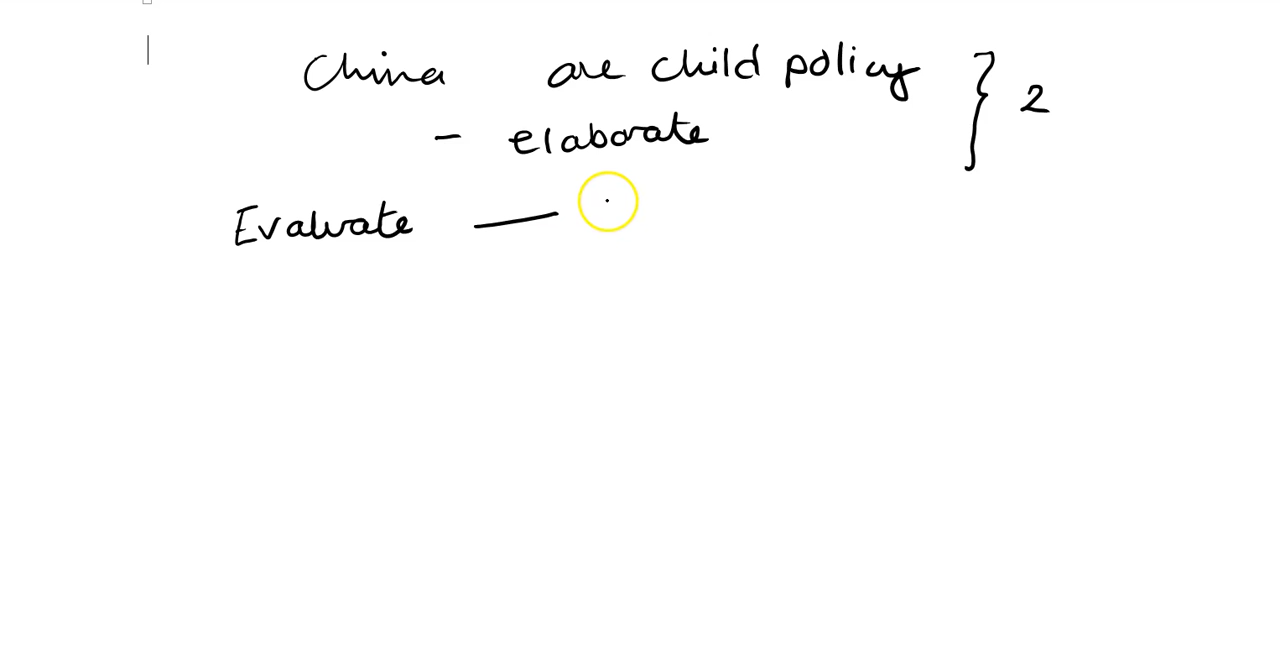 China one child policy } 2
- elaborate
Evaluate —